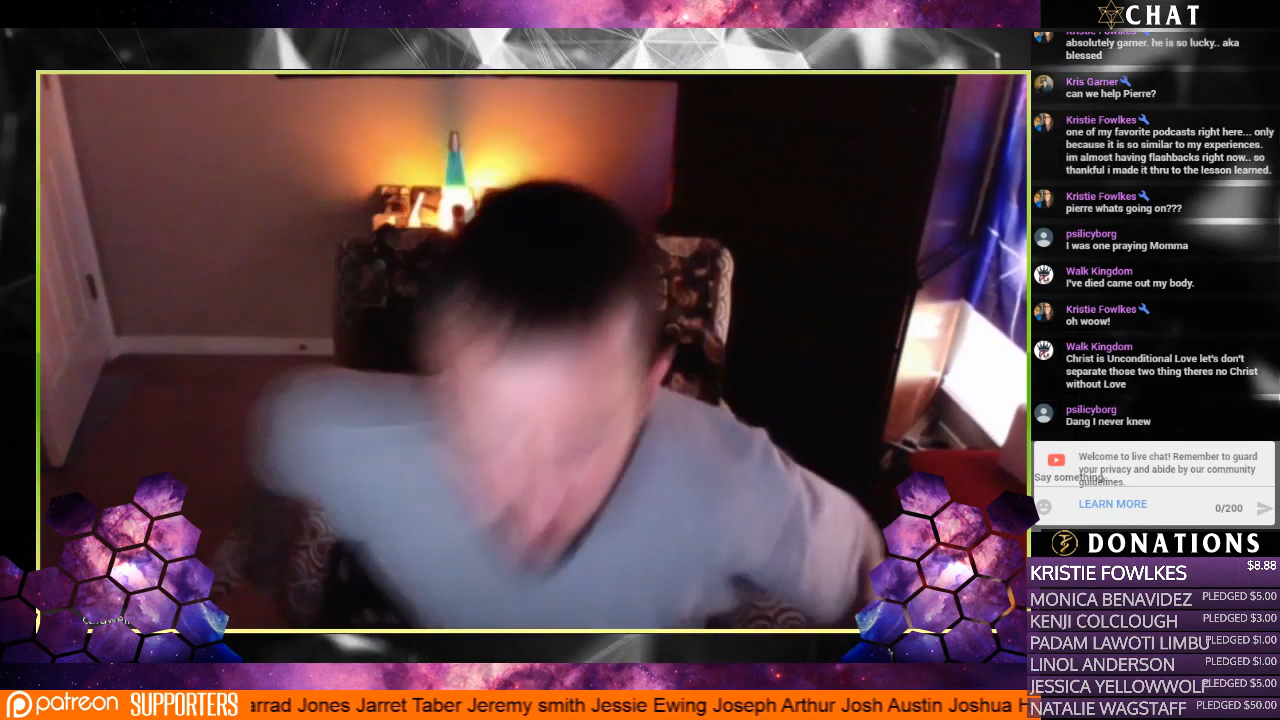 CHAT
Kristie Fowlkes
absolutely garner. he is so lucky.. aka
blessed
Kris Garner
can we help Pierre?
Kristie Fowlkes
one of my favorite podcasts right here... only
because it is so similar to my experiences.
im almost having flashbacks right now.. so
thankful i made it thru to the lesson learned.
Kristie Fowlkes
pierre whats going on???
psilicyborg
I was one praying Momma
Walk Kingdom
I've died came out my body.
Kristie Fowlkes
oh woow!
Walk Kingdom
Christ is Unconditional Love let's don't
separate those two thing theres no Christ
without Love
psilicyborg
Dang I never knew
Welcome to live chat! Remember to guard
your privacy and abide by our community
guidelines.
Say something...
LEARN MORE
0/200
DONATIONS
KRISTIE FOWLKES $8.88
MONICA BENAVIDEZ PLEDGED $5.00
KENJI COLCLOUGH PLEDGED $3.00
PADAM LAWOTI LIMBU PLEDGED $1.00
LINOL ANDERSON PLEDGED $1.00
JESSICA YELLOWWOLF PLEDGED $5.00
NATALIE WAGSTAFF PLEDGED $50.00
patreon SUPPORTERS arrad Jones Jarret Taber Jeremy smith Jessie Ewing Joseph Arthur Josh Austin Joshua H